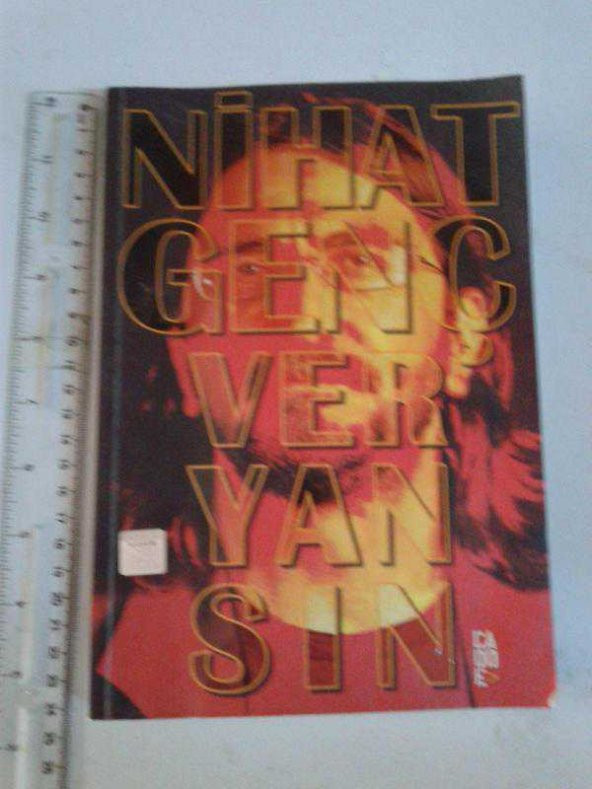 NİHAT
GENÇ
VER
YAN
SIN